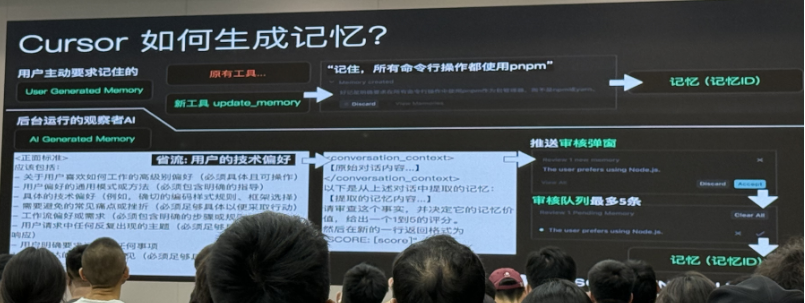 Cursor 如何生成记忆？
用户主动要求记住的
User Generated Memory
原有工具...
新工具 update_memory
“记住，所有命令行操作都使用pnpm”
Memory created
Discard
记忆（记忆ID）
后台运行的观察者AI
AI Generated Memory
<正面标准>
应该包括：
- 关于用户喜欢如何工作的高级别偏好（必须具体且可操作）
- 用户偏好的通用模式或方法（必须包含明确的指导）
- 具体的技术偏好（例如，确切的编码样式规则、框架选择）
- 需要避免的常见痛点或挫折（必须足够具体以便采取行动）
- 工作流偏好或需求（必须包含明确的步骤或规
- 用户请求中任何反复出现的主题（必须足够
响应）
- 用户明确要求
任何事项
省流：用户的技术偏好
<conversation_context>
【原始对话内容...】
</conversation_context>
以下是从上述对话中提取的记忆：
【提取的记忆内容...】
请审查这个事实，并决定它的记忆价
值，给出一个1到5的评分。
然后在新的一行返回格式为
"SCORE: [score]"
推送审核弹窗
Review 1 new memory
The user prefers using Node.js.
Discard
Accept
审核队列最多5条
Review 1 Pending Memory
Clear All
The user prefers using Node.js.
记忆（记忆ID）